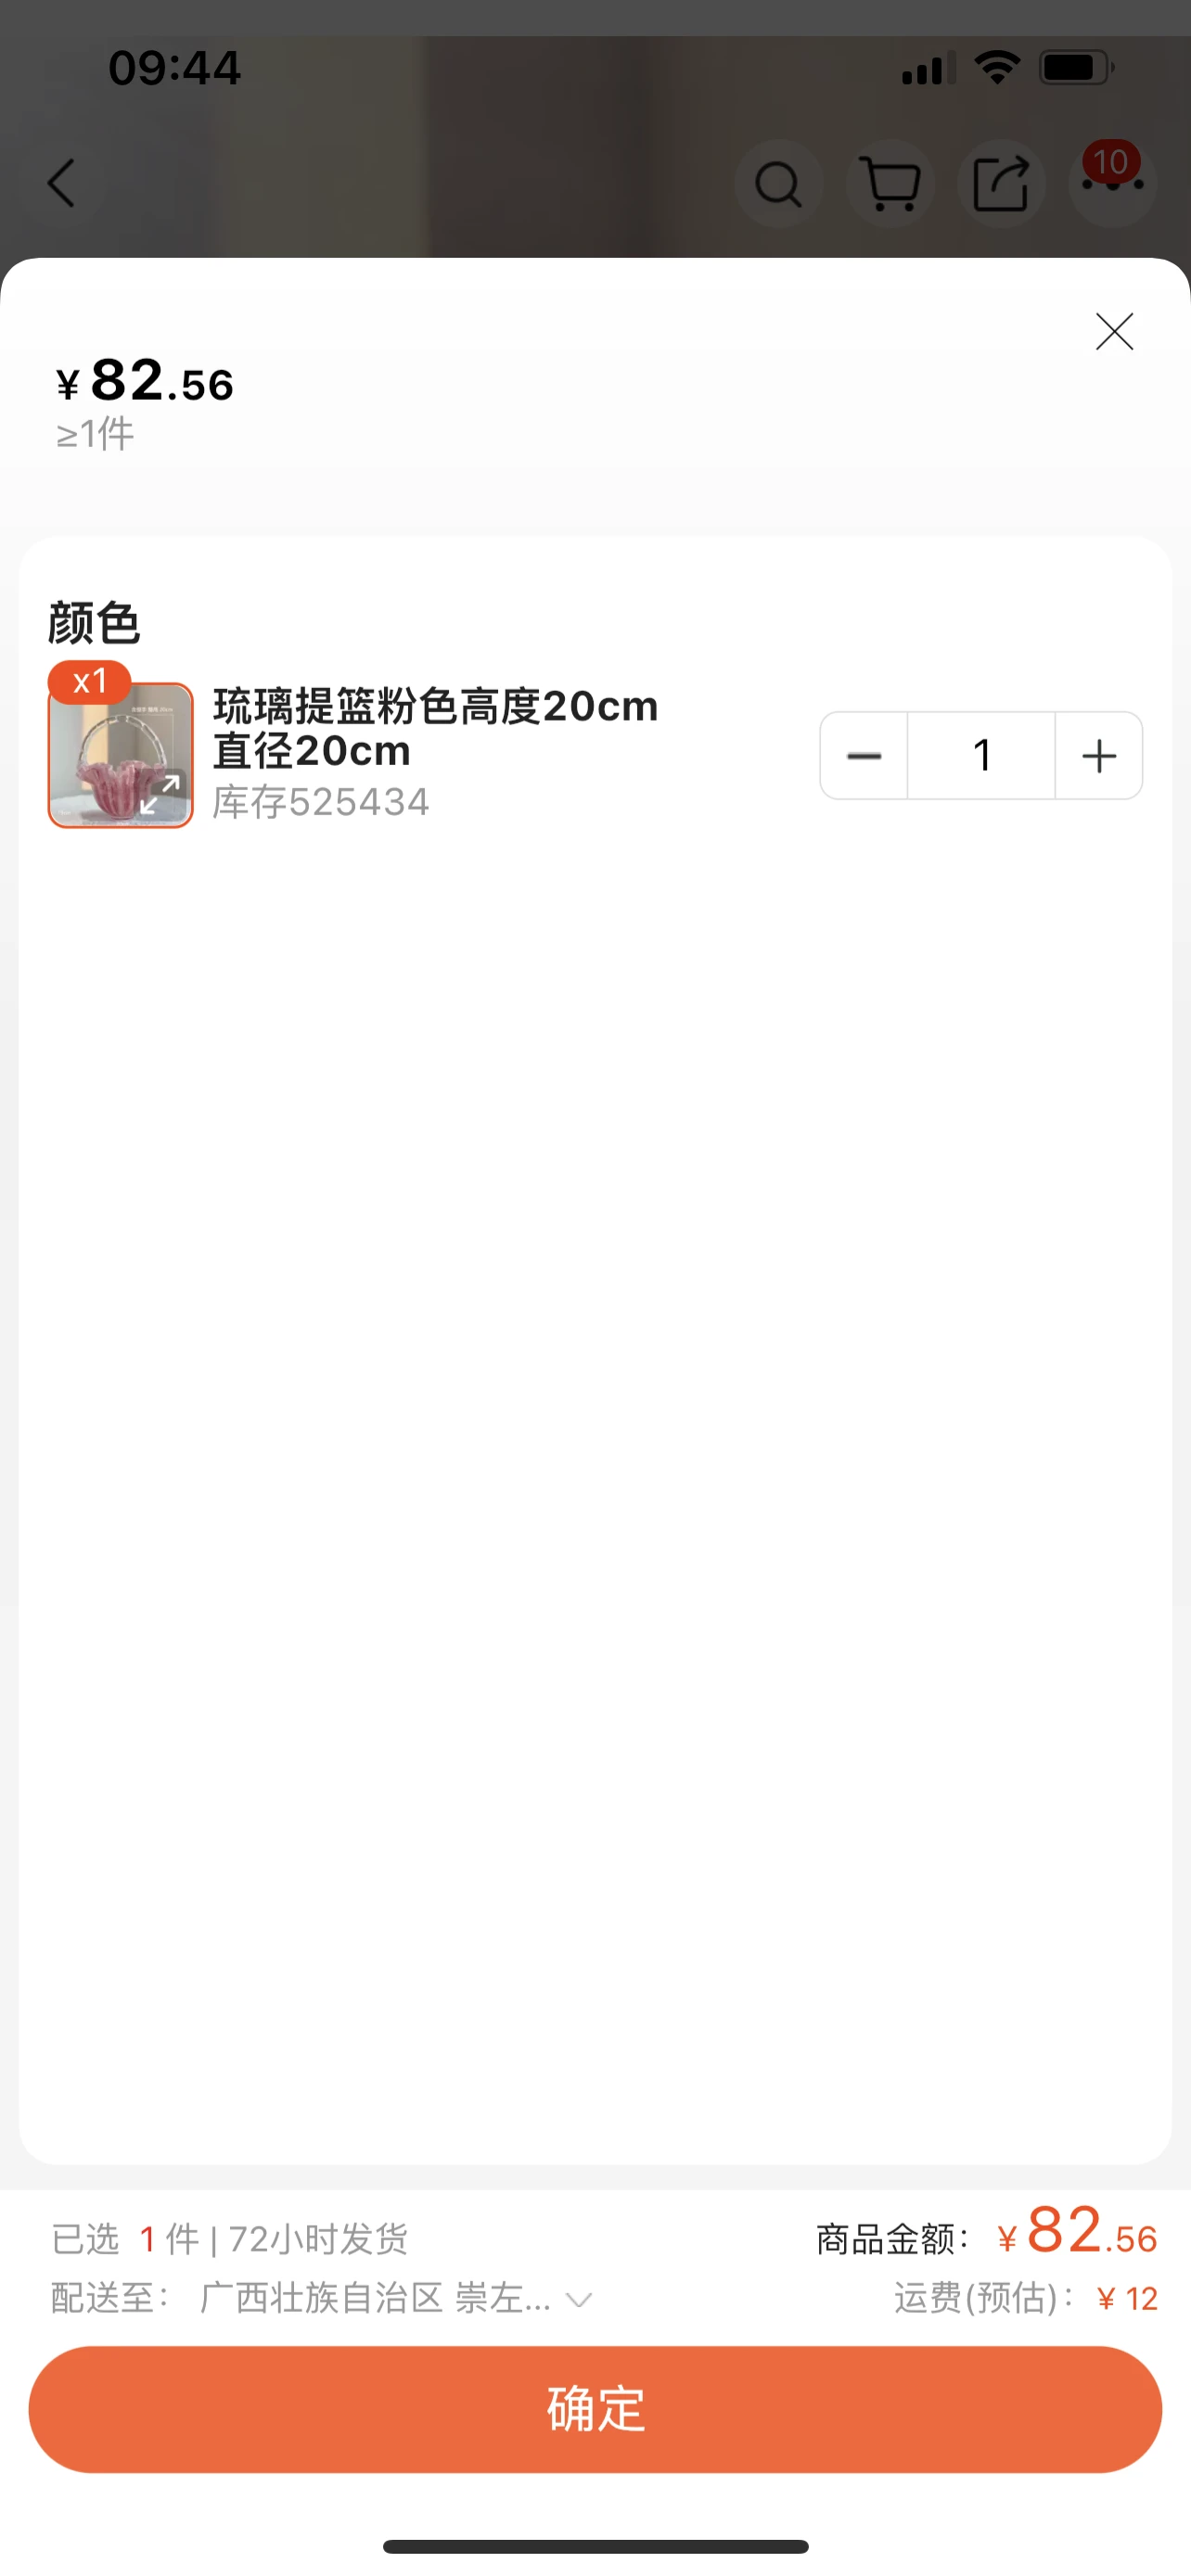 09:44
10
¥ 82.56
≥1件
颜色
x1
琉璃提篮粉色高度20cm
直径20cm
库存525434
1
已选 1 件 | 72小时发货
商品金额： ¥ 82.56
配送至： 广西壮族自治区 崇左...
运费(预估)： ¥ 12
确定